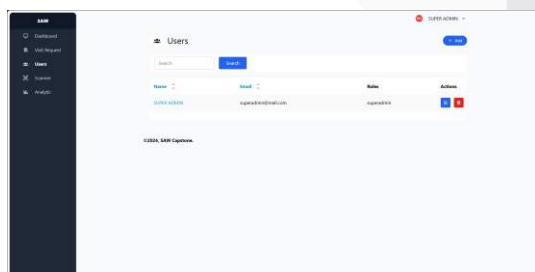 SAW
SUPER ADMIN
Dashboard
Visit Request
Users
Scanner
Analytic
Users
Search
Search
Name
Email
Roles
Actions
SUPER ADMIN
superadmin@mail.com
superadmin
©2024, SAW Capstone.